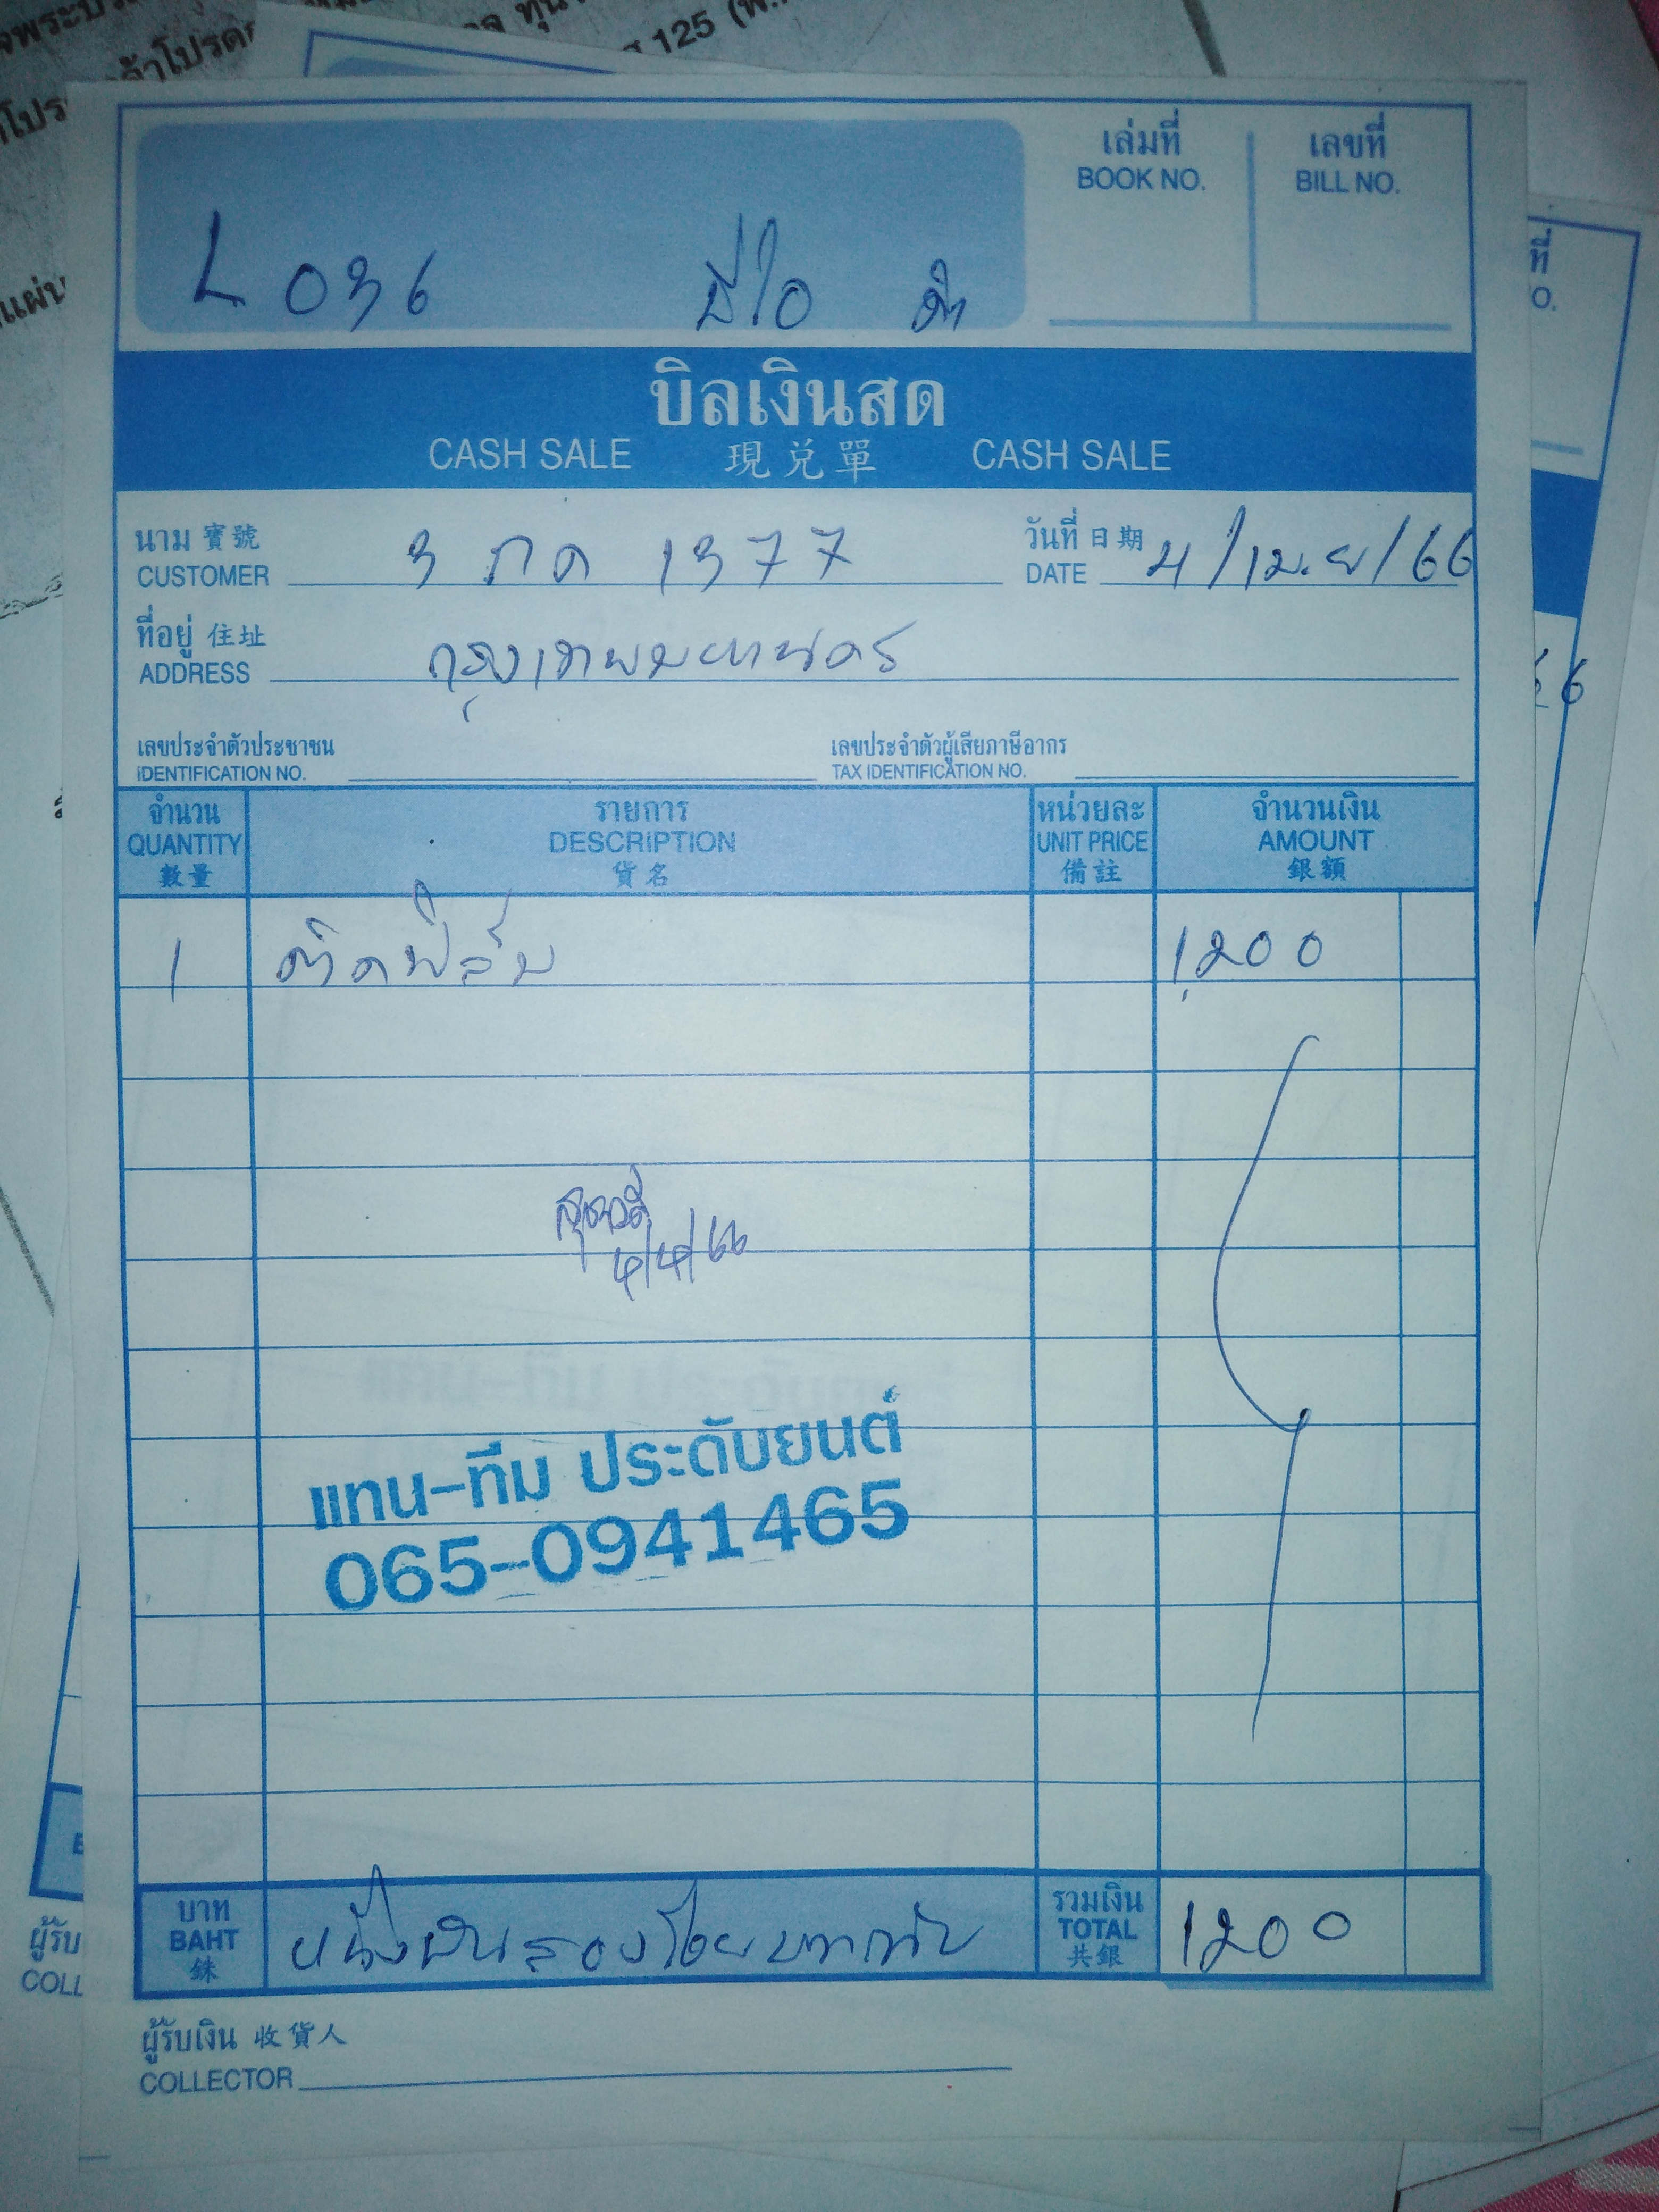 125 (พ.
เล่มที่ เลขที่
BOOK NO. BILL NO.
L 036 ดำ
บิลเงินสด
CASH SALE 現兌單 CASH SALE
นาม 寶號 วันที่ 日期
CUSTOMER 3 ภค 1377 DATE 4/เม.ย/66
ที่อยู่ 住址
ADDRESS กรุงเทพมหานคร
เลขประจำตัวประชาชน เลขประจำตัวผู้เสียภาษีอากร
IDENTIFICATION NO. TAX IDENTIFICATION NO.
จำนวน รายการ หน่วยละ จำนวนเงิน
QUANTITY DESCRIPTION UNIT PRICE AMOUNT
數量 貨名 備註 銀額
1 ติดฟิล์ม 1,200
4/4/66
แทน-ทีม ประดับยนต์
065-0941465
บาท รวมเงิน
BAHT หนึ่งพันสองร้อยบาทถ้วน TOTAL 1200
銖 共銀
ผู้รับเงิน 收貨人
COLLECTOR